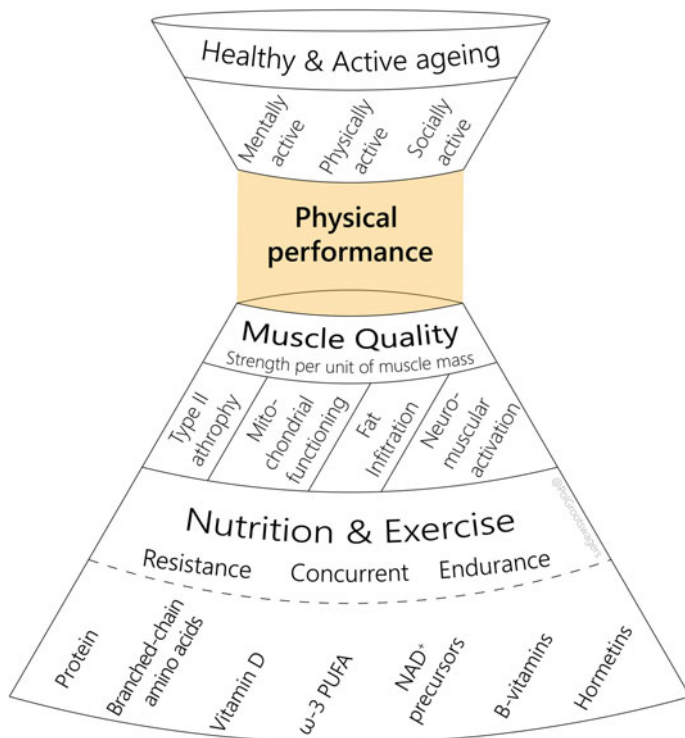 Healthy & Active ageing
Mentally
active
Physically
active
Socially
active
Physical
performance
Muscle Quality
Strength per unit of muscle mass
Type II
athrophy
Mito-
chondrial
functioning
Fat
Infitration
Neuro-
muscular
activation
@PolGrootswagers
Nutrition & Exercise
Resistance Concurrent Endurance
Protein
Branched-chain
amino acids
Vitamin D
ω-3 PUFA
NAD⁺
precursors
B-vitamins
Hormetins